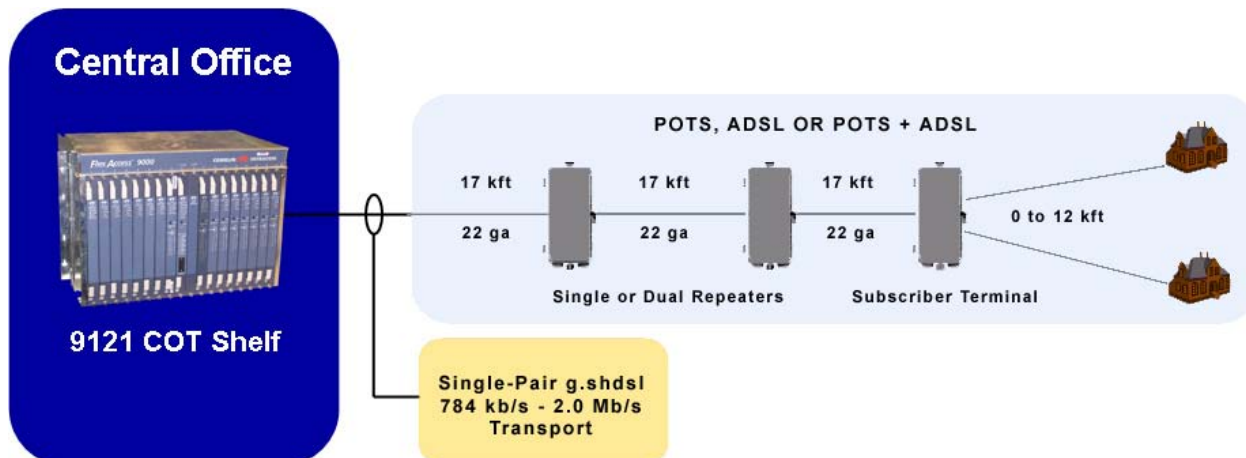 Central Office
9121 COT Shelf
POTS, ADSL OR POTS + ADSL
17 kft
22 ga
17 kft
22 ga
17 kft
22 ga
0 to 12 kft
Single or Dual Repeaters
Subscriber Terminal
Single-Pair g.shdsl
784 kb/s - 2.0 Mb/s
Transport